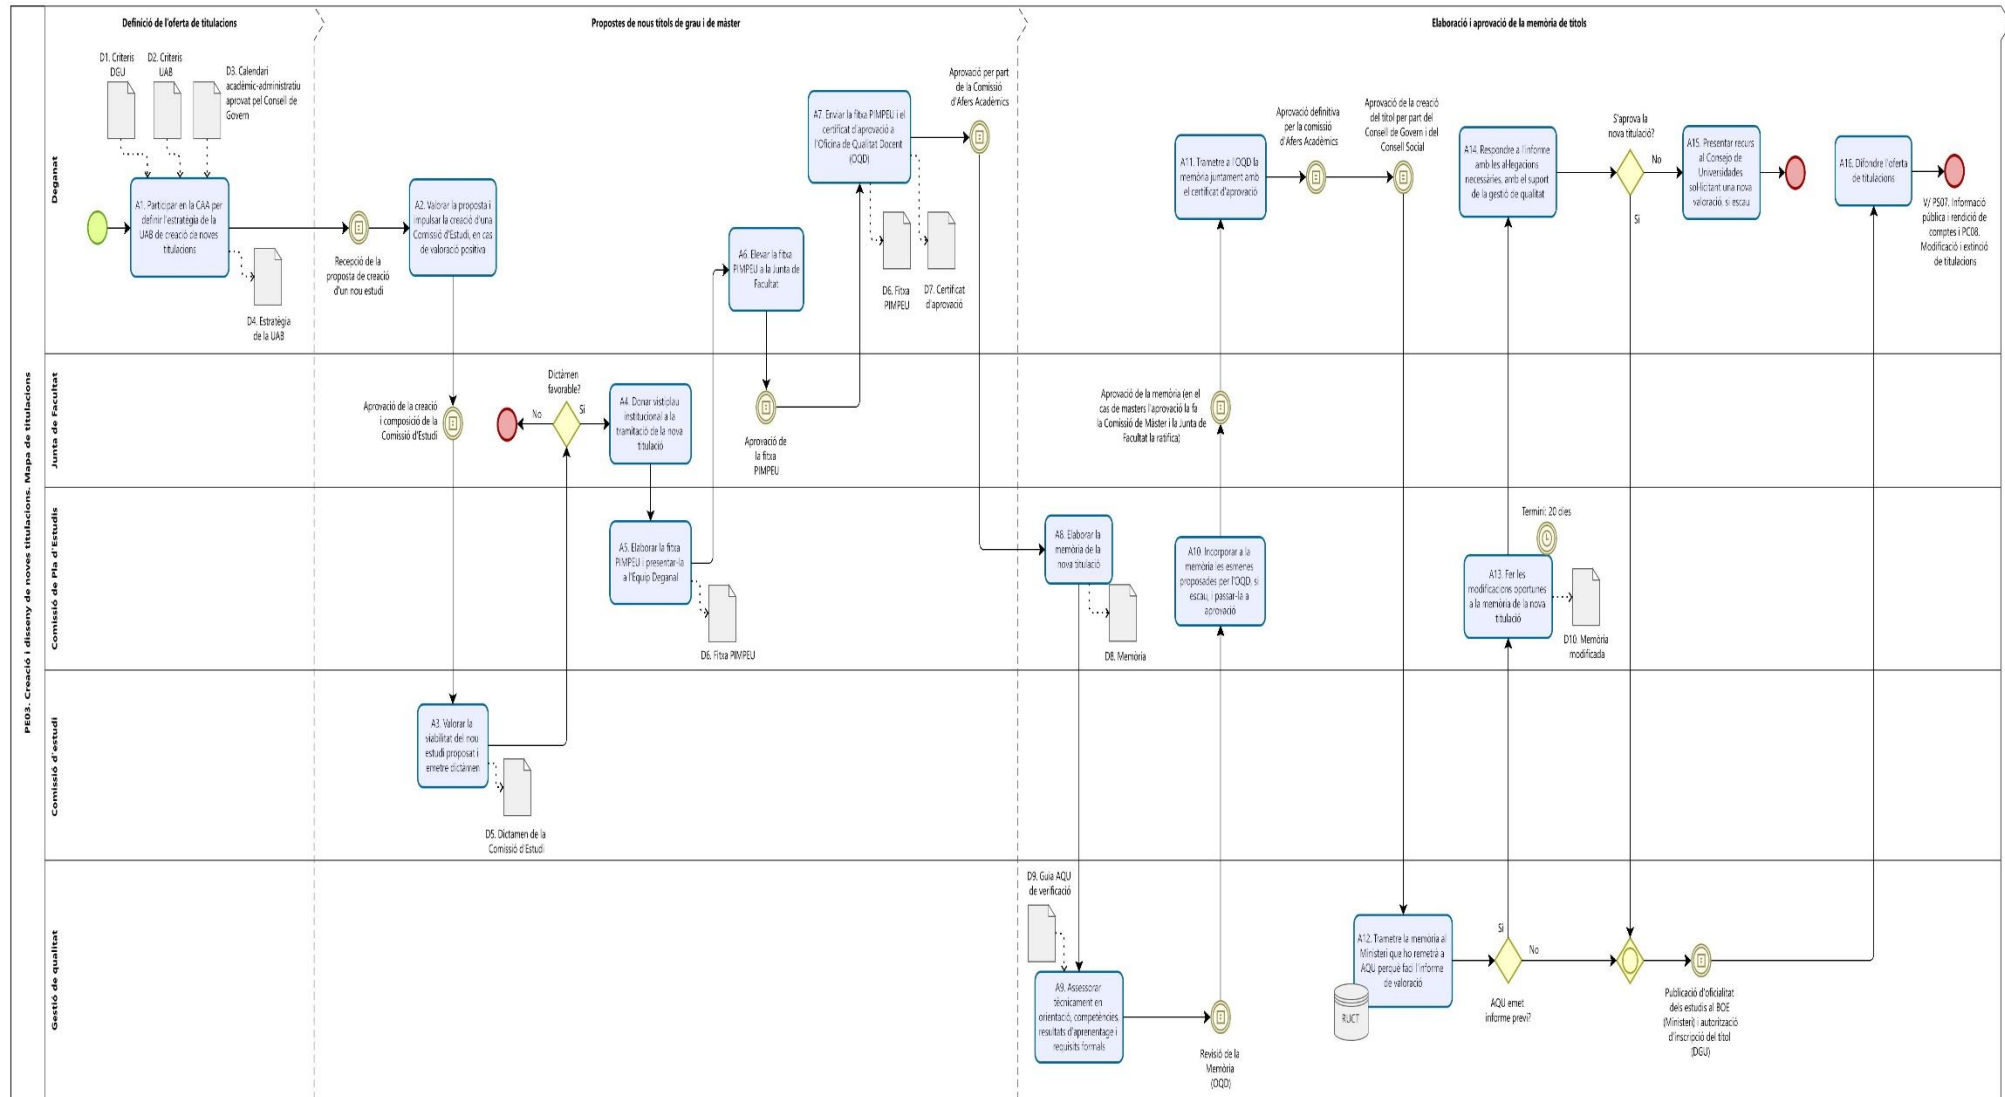 PE03. Creació i disseny de noves titulacions. Mapa de titulacions
Definició de l'oferta de titulacions
Propostes de nous títols de grau i de màster
Elaboració i aprovació de la memòria de títols
Deganat
D1. Criteris
DGU
D2. Criteris
UAB
D3. Calendari
acadèmic-administratiu
aprovat pel Consell de
Govern
A1. Participar en la CAA per
definir l'estratègia de la
UAB de creació de noves
titulacions
D4. Estratègia
de la UAB
Recepció de la
proposta de creació
d'un nou estudi
A2. Valorar la proposta i
impulsar la creació d'una
Comissió d'Estudi, en cas
de valoració positiva
A6. Elevar la fitxa
PIMPEU a la Junta de
Facultat
A7. Enviar la fitxa PIMPEU i el
certificat d'aprovació a
l'Oficina de Qualitat Docent
(OQD)
D6. Fitxa
PIMPEU
D7. Certificat
d'aprovació
Aprovació per part
de la Comissió
d'Afers Acadèmics
A11. Trametre a l'OQD la
memòria juntament amb
el certificat d'aprovació
Aprovació definitiva
per la comissió
d'Afers Acadèmics
Aprovació de la creació
del títol per part del
Consell de Govern i del
Consell Social
A14. Respondre a l'informe
amb les al·legacions
necessàries, amb el suport
de la gestió de qualitat
S'aprova la
nova titulació?
No
Si
A15. Presentar recurs
al Consejo de
Universidades
sol·licitant una nova
valoració, si escau
A16. Difondre l'oferta
de titulacions
V/ PS07. Informació
pública i rendició de
comptes i PC08.
Modificació i extinció
de titulacions
Junta de Facultat
Aprovació de la creació
i composició de la
Comissió d'Estudi
Dictàmen
favorable?
No
Si
A4. Donar vistiplau
institucional a la
tramitació de la nova
titulació
Aprovació de
la fitxa
PIMPEU
Aprovació de la memòria (en el
cas de masters l'aprovació la fa
la Comissió de Màster i la Junta de
Facultat la ratifica)
Comissió de Pla d'Estudis
A5. Elaborar la fitxa
PIMPEU i presentar-la
a l'Equip Deganal
D6. Fitxa PIMPEU
A8. Elaborar la
memòria de la
nova titulació
D8. Memòria
A10. Incorporar a la
memòria les esmenes
proposades per l'OQD, si
escau, i passar-la a
aprovació
Termini: 20 dies
A13. Fer les
modificacions oportunes
a la memòria de la nova
titulació
D10. Memòria
modificada
Comissió d'estudi
A3. Valorar la
viabilitat del nou
estudi proposat i
emetre dictàmen
D5. Dictamen de la
Comissió d'Estudi
Gestió de qualitat
D9. Guia AQU
de verificació
A9. Assessorar
tècnicament en
orientació, competències,
resultats d'aprenentage i
requisits formals
Revisió de la
Memòria
(OQD)
A12. Trametre la memòria al
Ministeri que ho remetrà a
AQU perquè faci l'informe
de valoració
RUCT
Si
No
AQU emet
informe previ?
Publicació d'oficialitat
dels estudis al BOE
(Ministeri) i autorització
d'inscripció del títol
(DGU)